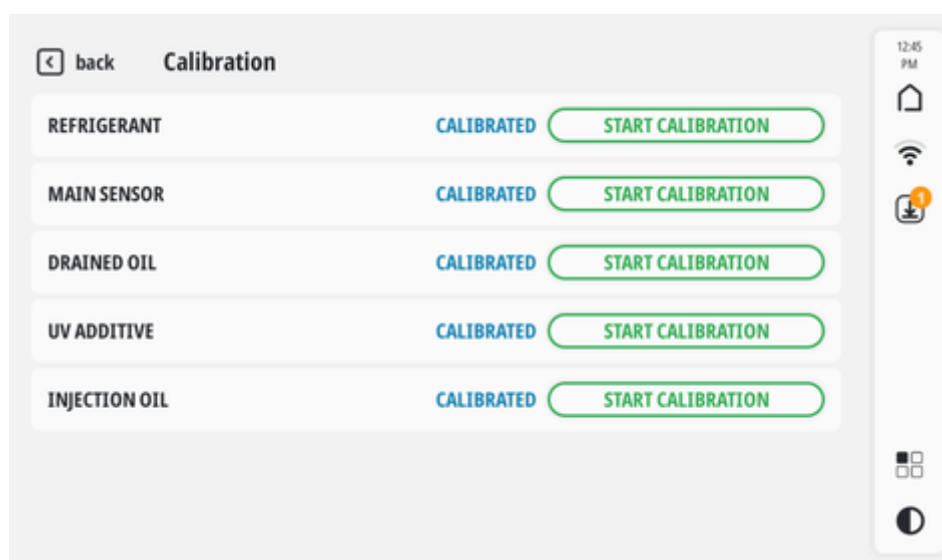 back Calibration
REFRIGERANT CALIBRATED START CALIBRATION
MAIN SENSOR CALIBRATED START CALIBRATION
DRAINED OIL CALIBRATED START CALIBRATION
UV ADDITIVE CALIBRATED START CALIBRATION
INJECTION OIL CALIBRATED START CALIBRATION
12:45
PM
1